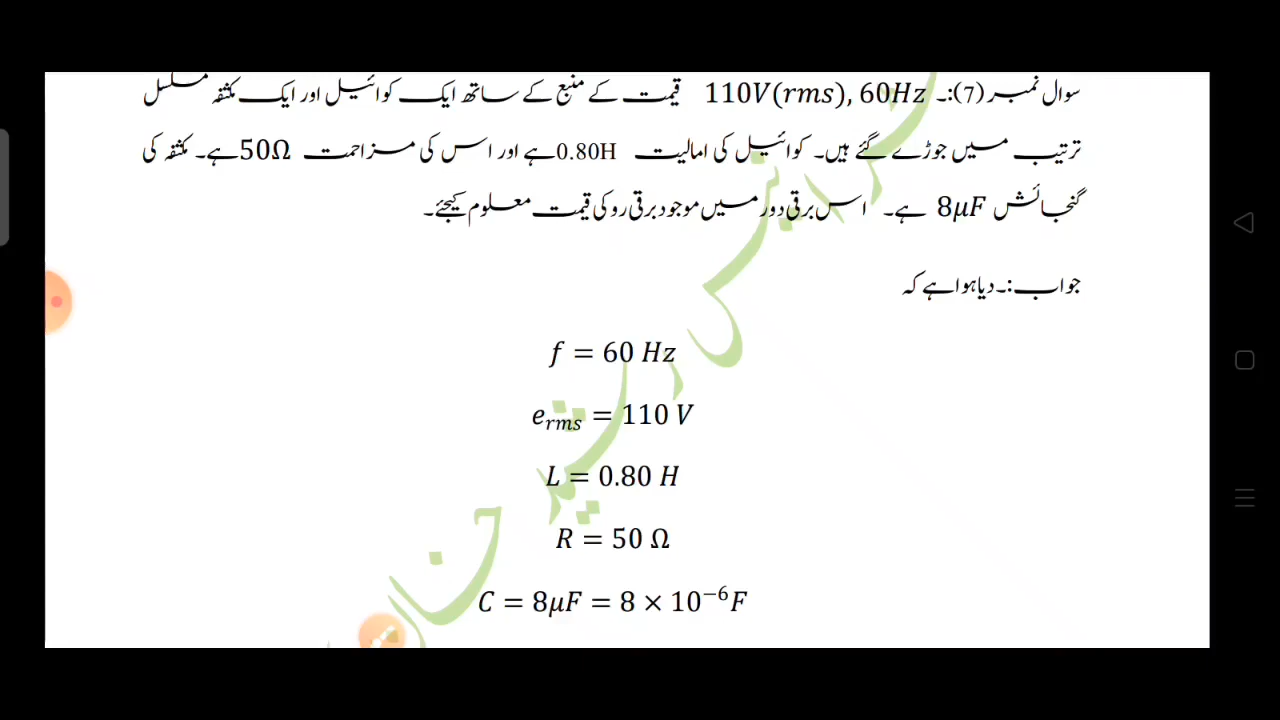 سوال نمبر (7):۔ 110V(rms), 60Hz قیمت کے منبع کے ساتھ ایک کوائیل اور ایک مکثفہ مسلسل
ترتیب میں جوڑے گئے ہیں۔ کوائیل کی امالیت 0.80H ہے اور اس کی مزاحمت 50Ω ہے۔ مکثفہ کی
گنجائش 8μF ہے۔ اس برقی دور میں موجود برقی رو کی قیمت معلوم کیجئے۔
جواب:۔ دیا ہوا ہے کہ
f = 60 Hz
e_rms = 110 V
L = 0.80 H
R = 50 Ω
C = 8μF = 8 × 10⁻⁶F